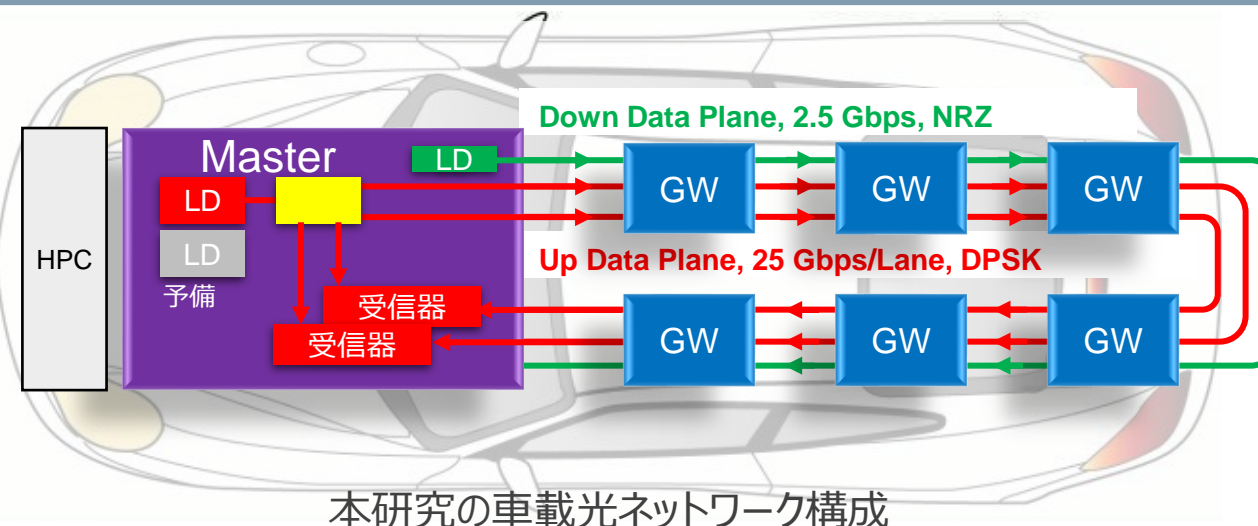 Down Data Plane, 2.5 Gbps, NRZ
Master
LD
LD
GW
GW
GW
HPC
LD
予備
Up Data Plane, 25 Gbps/Lane, DPSK
受信器
受信器
GW
GW
GW
本研究の車載光ネットワーク構成